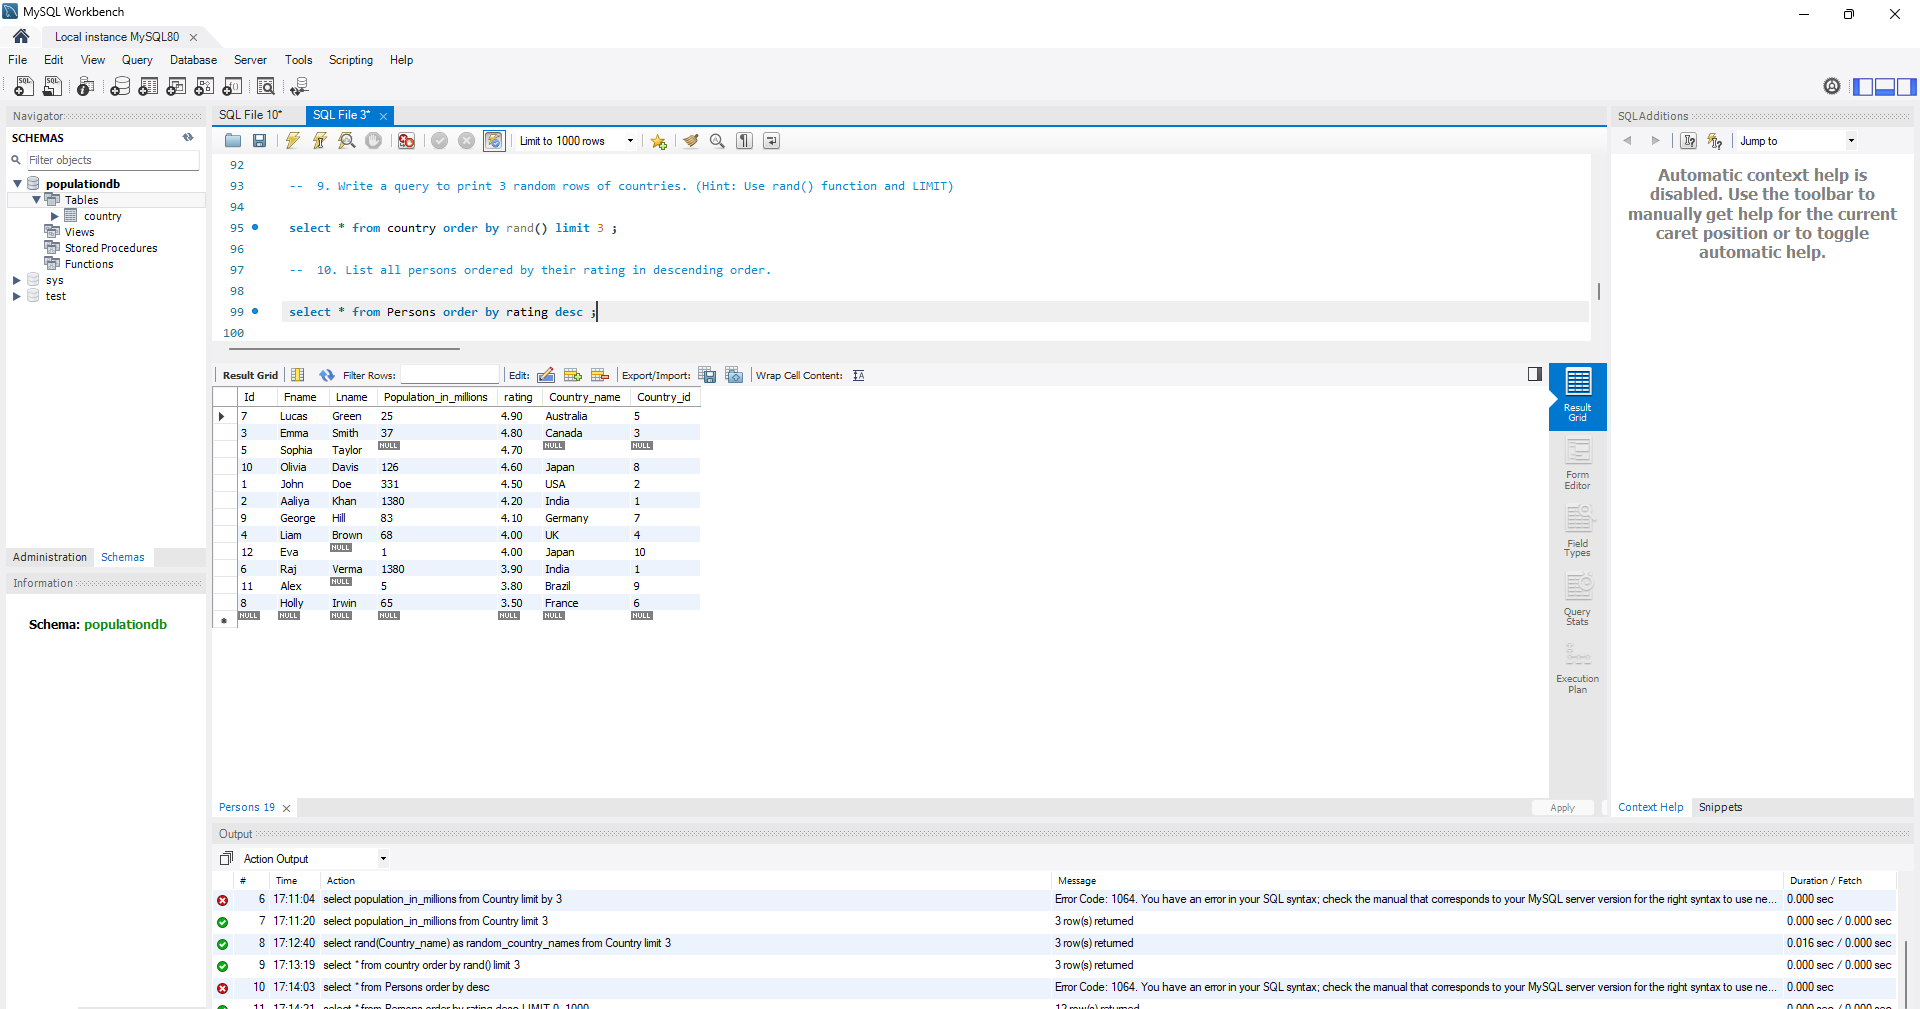 MySQL Workbench
Local instance MySQL80
File Edit View Query Database Server Tools Scripting Help
Navigator
SCHEMAS
Filter objects
populationdb
Tables
country
Views
Stored Procedures
Functions
sys
test
Administration Schemas
Information
Schema: populationdb
SQL File 10* SQL File 3*
Limit to 1000 rows
92
93 -- 9. Write a query to print 3 random rows of countries. (Hint: Use rand() function and LIMIT)
94
95 select * from country order by rand() limit 3 ;
96
97 -- 10. List all persons ordered by their rating in descending order.
98
99 select * from Persons order by rating desc ;
100
Result Grid Filter Rows: Edit: Export/Import: Wrap Cell Content:
Id Fname Lname Population_in_millions rating Country_name Country_id
7 Lucas Green 25 4.90 Australia 5
3 Emma Smith 37 4.80 Canada 3
5 Sophia Taylor NULL 4.70 NULL NULL
10 Olivia Davis 126 4.60 Japan 8
1 John Doe 331 4.50 USA 2
2 Aaliya Khan 1380 4.20 India 1
9 George Hill 83 4.10 Germany 7
4 Liam Brown 68 4.00 UK 4
12 Eva NULL 1 4.00 Japan 10
6 Raj Verma 1380 3.90 India 1
11 Alex NULL 5 3.80 Brazil 9
8 Holly Irwin 65 3.50 France 6
NULL NULL NULL NULL NULL NULL NULL
Result Grid
Form Editor
Field Types
Query Stats
Execution Plan
Persons 19
Apply
SQLAdditions
Jump to
Automatic context help is
disabled. Use the toolbar to
manually get help for the current
caret position or to toggle
automatic help.
Context Help Snippets
Output
Action Output
# Time Action Message Duration / Fetch
6 17:11:04 select population_in_millions from Country limit by 3 Error Code: 1064. You have an error in your SQL syntax; check the manual that corresponds to your MySQL server version for the right syntax to use ne... 0.000 sec
7 17:11:20 select population_in_millions from Country limit 3 3 row(s) returned 0.000 sec / 0.000 sec
8 17:12:40 select rand(Country_name) as random_country_names from Country limit 3 3 row(s) returned 0.016 sec / 0.000 sec
9 17:13:19 select * from country order by rand() limit 3 3 row(s) returned 0.000 sec / 0.000 sec
10 17:14:03 select * from Persons order by desc Error Code: 1064. You have an error in your SQL syntax; check the manual that corresponds to your MySQL server version for the right syntax to use ne... 0.000 sec
11 17:14:21 select * from Persons order by rating desc LIMIT 0, 1000 12 row(s) returned 0.000 sec / 0.000 sec